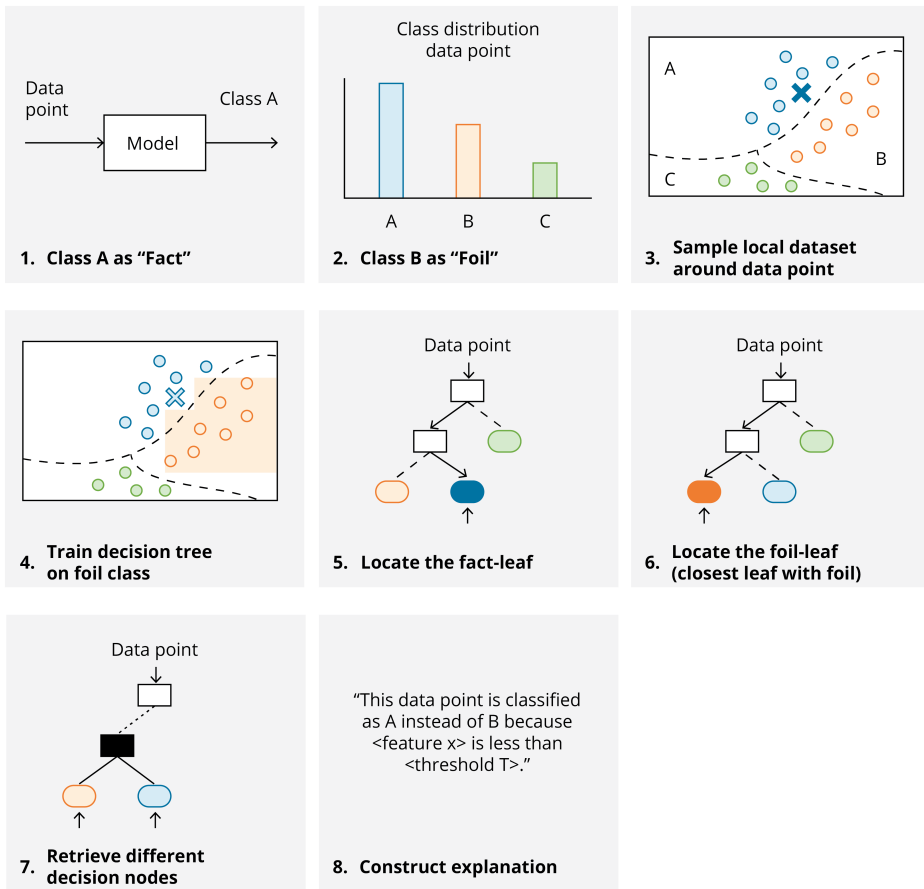 Data
point
Class A
Model
1. Class A as “Fact”
Class distribution
data point
A
B
C
2. Class B as “Foil”
A
B
C
3. Sample local dataset
around data point
4. Train decision tree
on foil class
Data point
5. Locate the fact-leaf
Data point
6. Locate the foil-leaf
(closest leaf with foil)
Data point
7. Retrieve different
decision nodes
“This data point is classified
as A instead of B because
<feature x> is less than
<threshold T>.”
8. Construct explanation